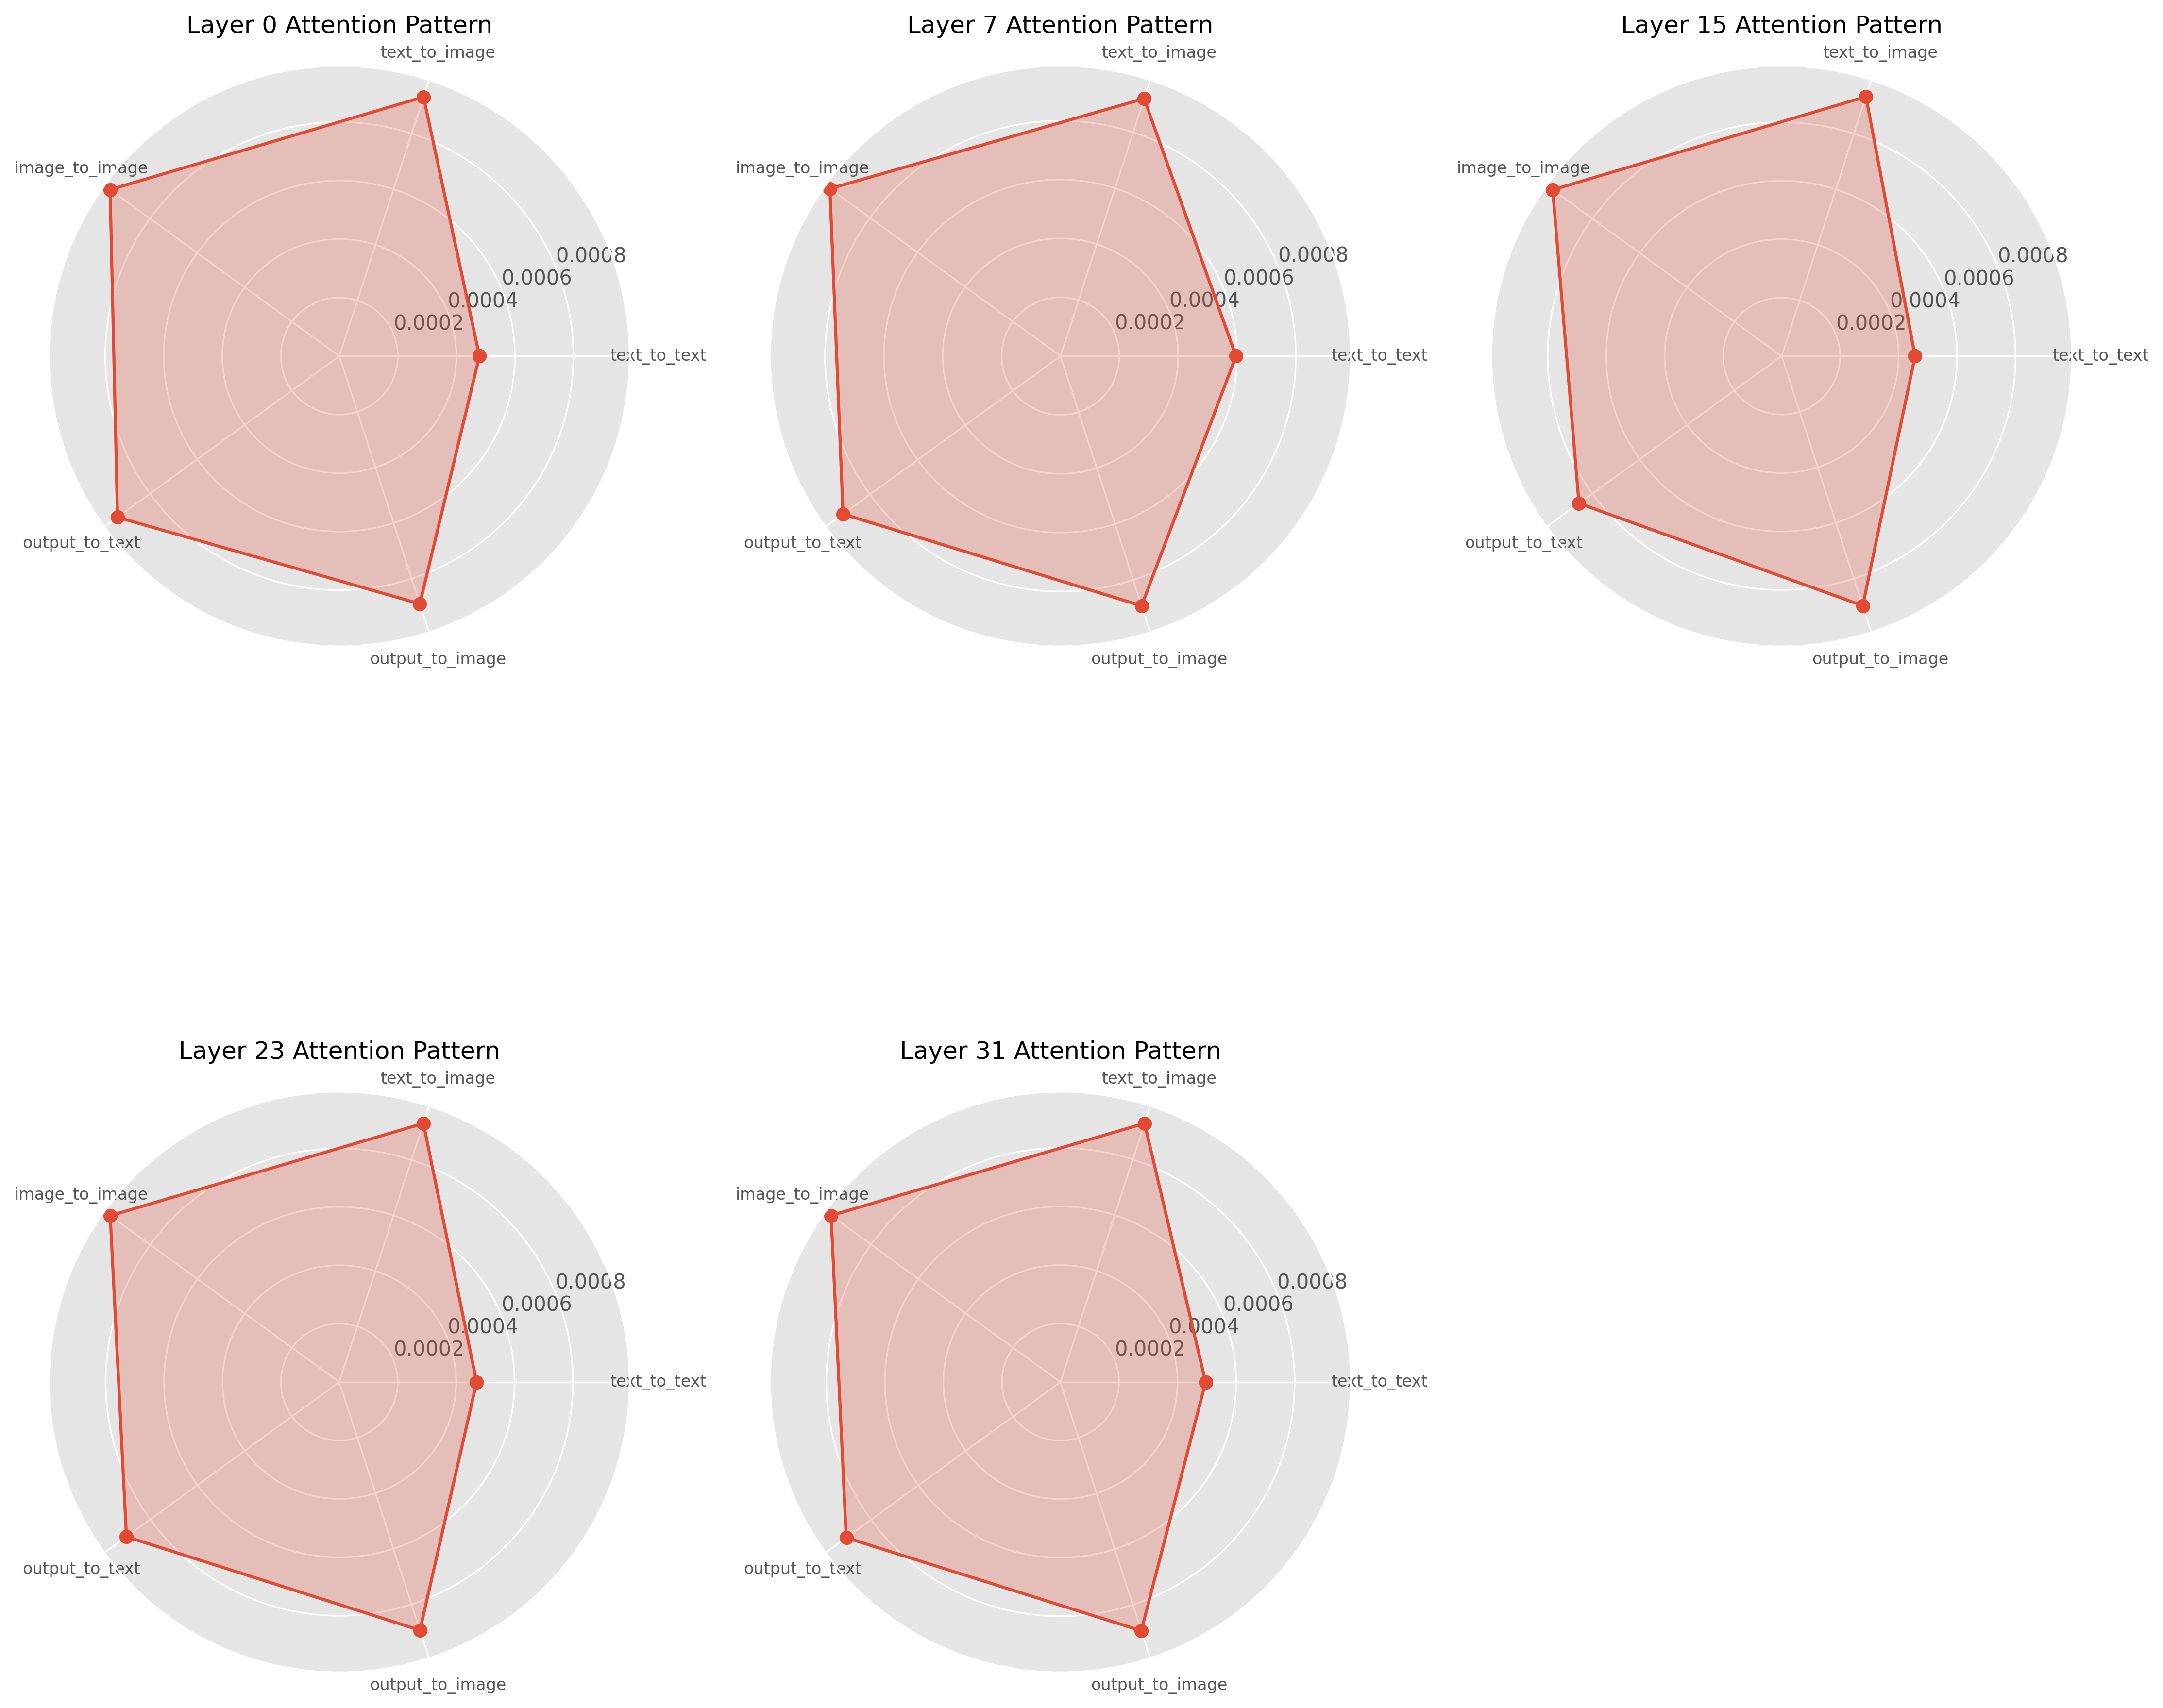 Layer 0 Attention Pattern
text_to_image
image_to_image
0.0008
0.0006
0.0004
0.0002
text_to_text
output_to_text
output_to_image
Layer 7 Attention Pattern
text_to_image
image_to_image
0.0008
0.0006
0.0004
0.0002
text_to_text
output_to_text
output_to_image
Layer 15 Attention Pattern
text_to_image
image_to_image
0.0008
0.0006
0.0004
0.0002
text_to_text
output_to_text
output_to_image
Layer 23 Attention Pattern
text_to_image
image_to_image
0.0008
0.0006
0.0004
0.0002
text_to_text
output_to_text
output_to_image
Layer 31 Attention Pattern
text_to_image
image_to_image
0.0008
0.0006
0.0004
0.0002
text_to_text
output_to_text
output_to_image